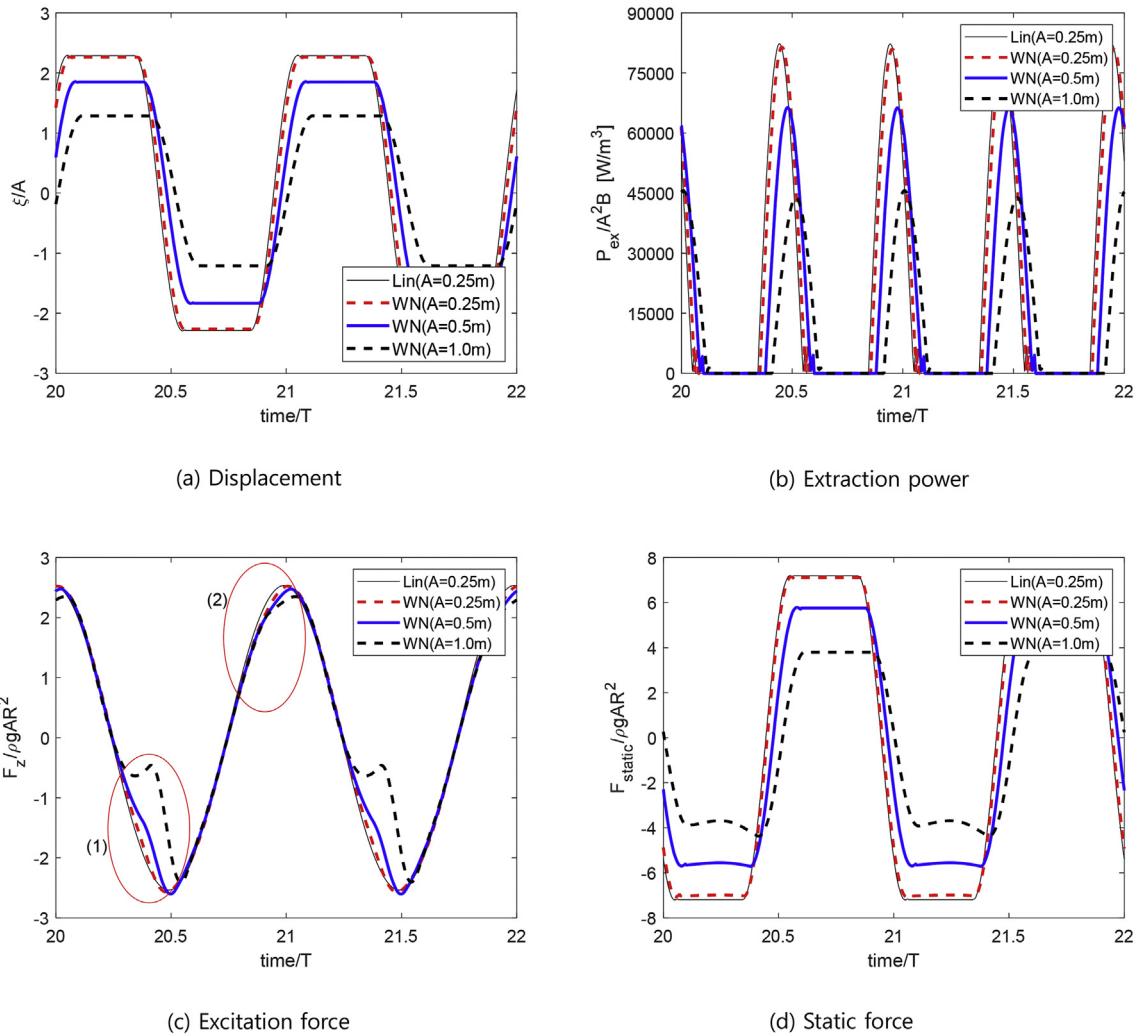 3
2
1
0
-1
-2
-3
ξ/A
20
20.5
21
21.5
22
time/T
Lin(A=0.25m)
WN(A=0.25m)
WN(A=0.5m)
WN(A=1.0m)
(a) Displacement
90000
75000
60000
45000
30000
15000
0
P_ex/A²B [W/m³]
20
20.5
21
21.5
22
time/T
Lin(A=0.25m)
WN(A=0.25m)
WN(A=0.5m)
WN(A=1.0m)
(b) Extraction power
3
2
1
0
-1
-2
-3
F_z/ρgAR²
20
20.5
21
21.5
22
time/T
(1)
(2)
Lin(A=0.25m)
WN(A=0.25m)
WN(A=0.5m)
WN(A=1.0m)
(c) Excitation force
8
6
4
2
0
-2
-4
-6
-8
F_static/ρgAR²
20
20.5
21
21.5
22
time/T
Lin(A=0.25m)
WN(A=0.25m)
WN(A=0.5m)
WN(A=1.0m)
(d) Static force